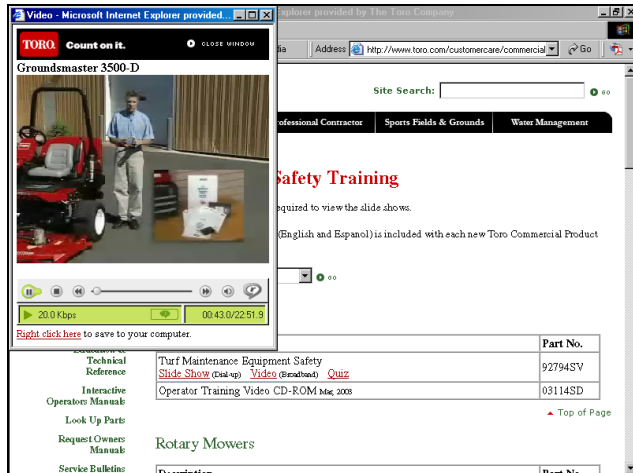 Video - Microsoft Internet Explorer provided...
xplorer provided by The Toro Company
TORO. Count on it.
CLOSE WINDOW
Groundsmaster 3500-D
dia
Address http://www.toro.com/customercare/commercial
Go
Site Search:
GO
ofessional Contractor
Sports Fields & Grounds
Water Management
Safety Training
equired to view the slide shows.
(English and Espanol) is included with each new Toro Commercial Product
GO
20.0 Kbps
00:43.0/22:51.9
Right click here to save to your computer.
Technical
Reference
Interactive
Operators Manuals
Look Up Parts
Request Owners
Manuals
Service Bulletins
Part No.
Turf Maintenance Equipment Safety
Slide Show (Dial-up) Video (Broadband) Quiz
92794SV
Operator Training Video CD-ROM May, 2003
03114SD
Top of Page
Rotary Mowers
Description
Part No.